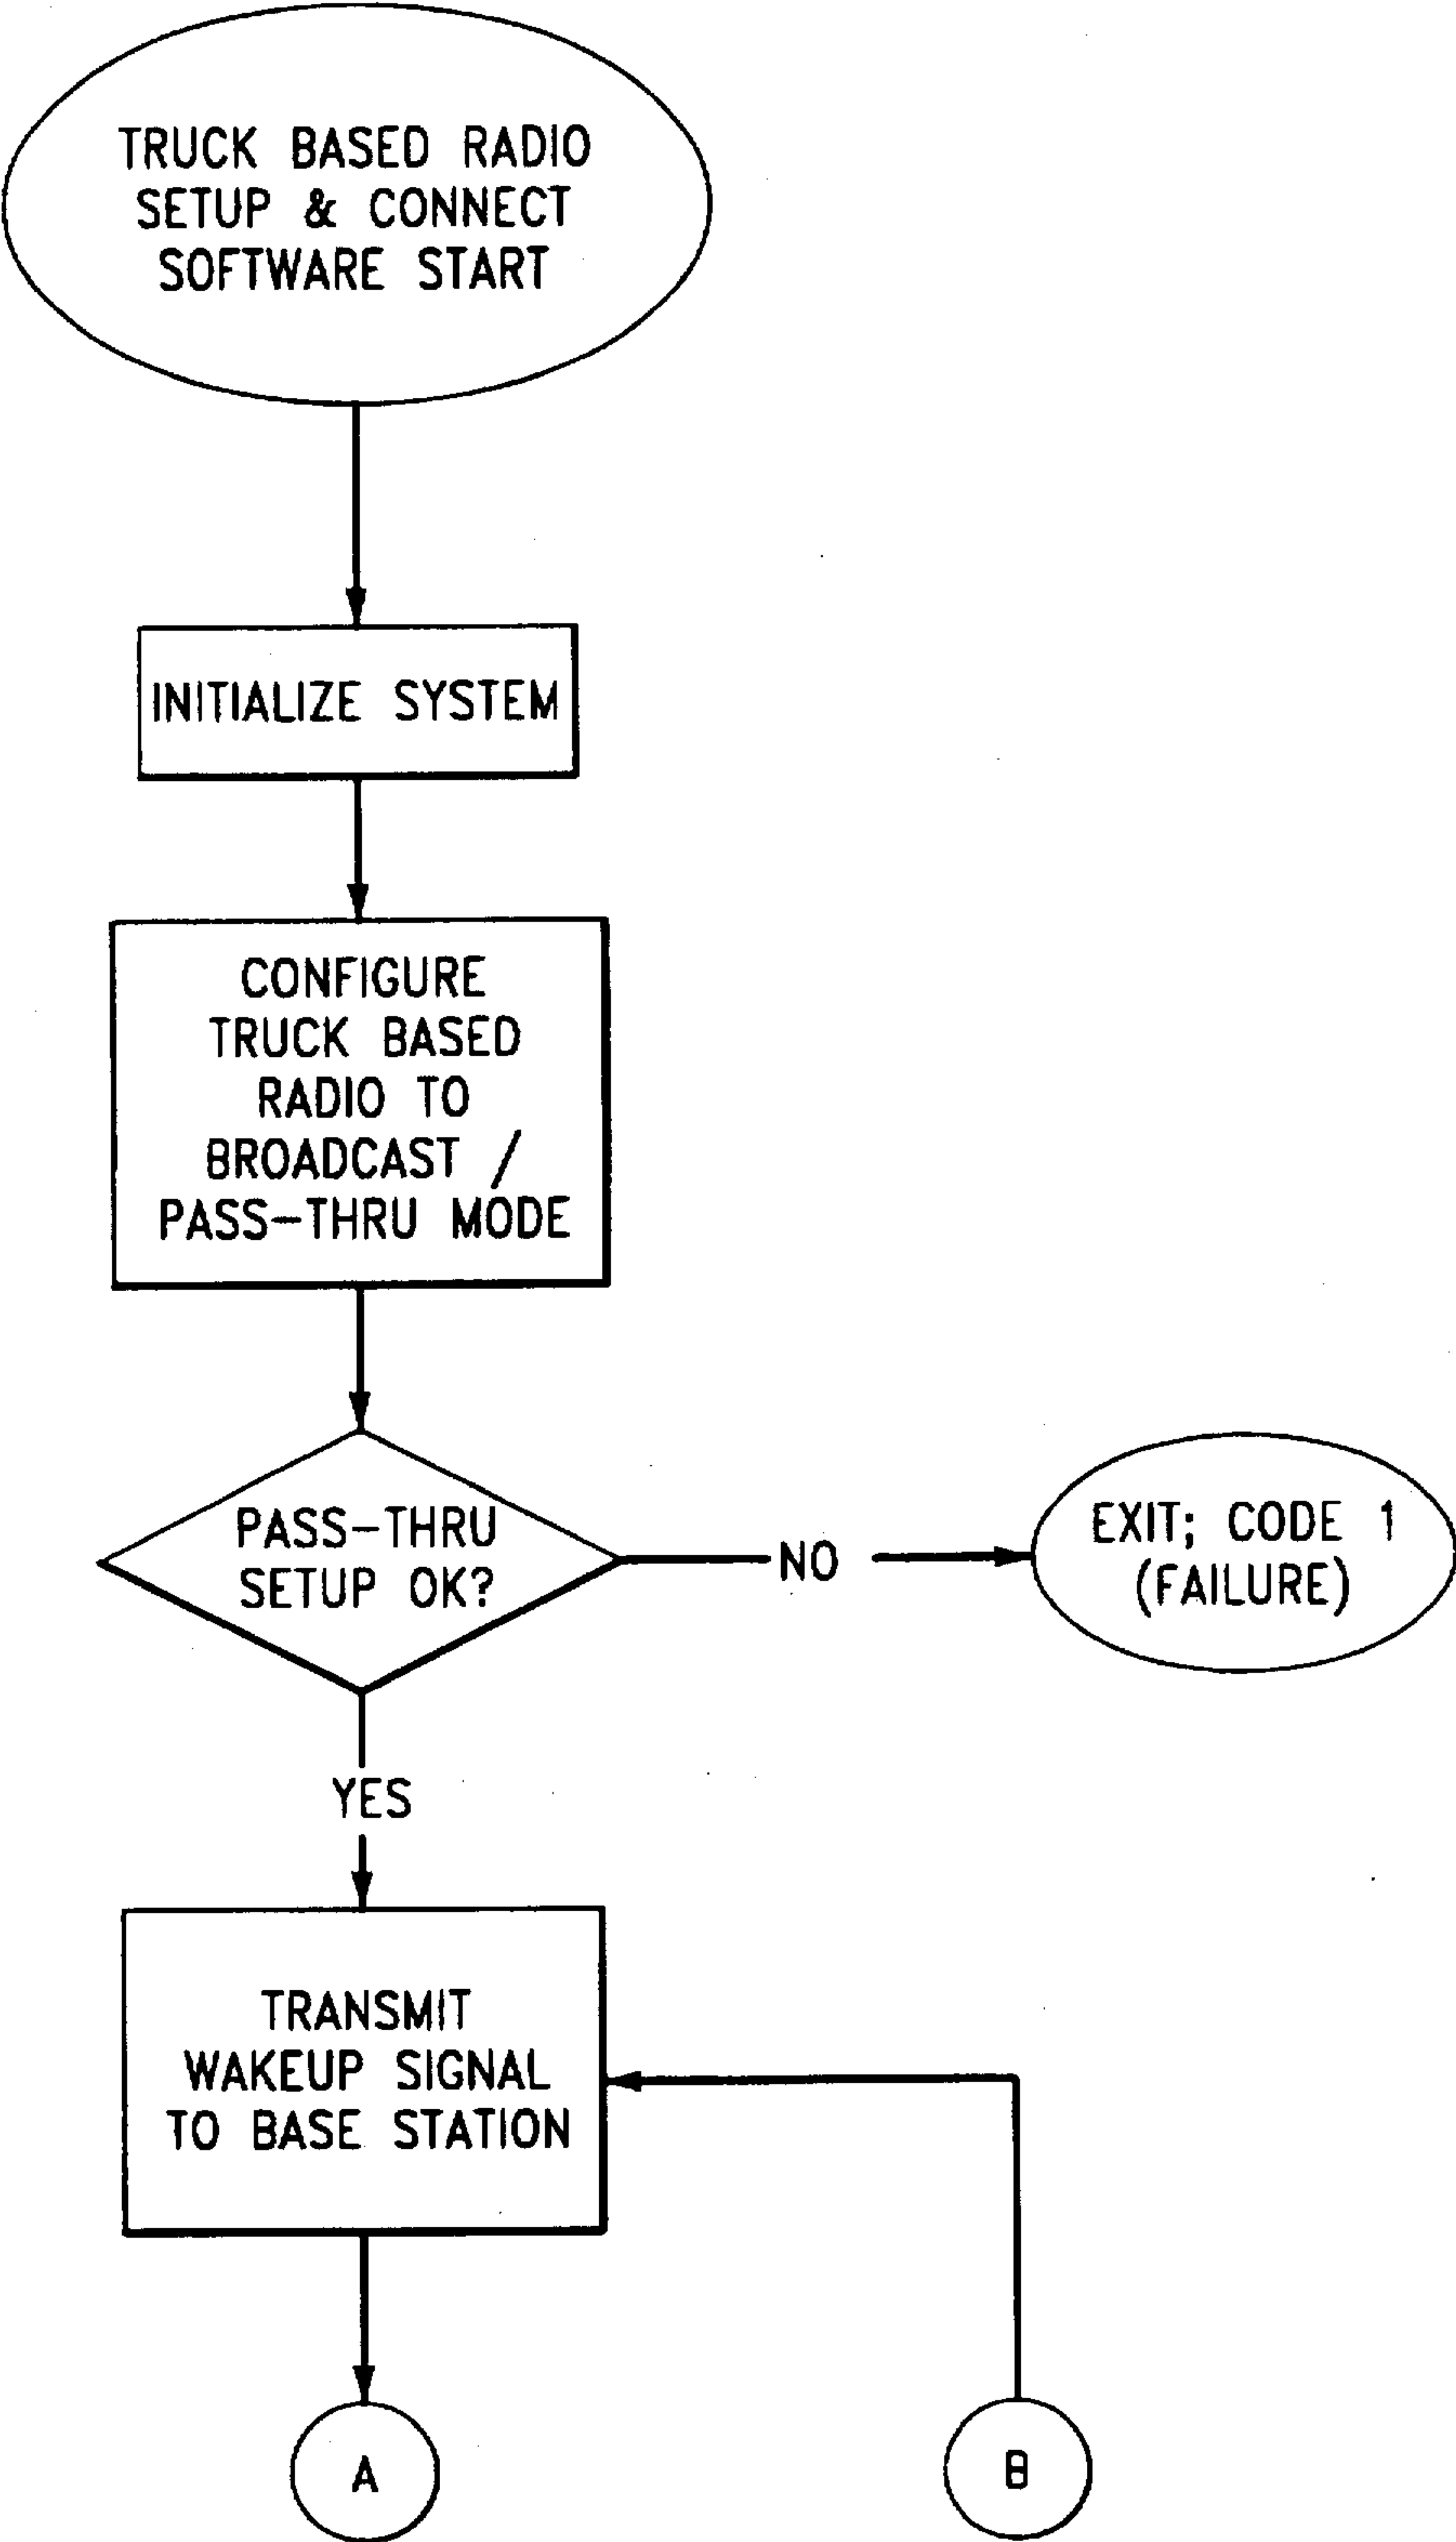 TRUCK BASED RADIO
SETUP & CONNECT
SOFTWARE START
INITIALIZE SYSTEM
CONFIGURE
TRUCK BASED
RADIO TO
BROADCAST /
PASS-THRU MODE
PASS-THRU
SETUP OK?
NO
EXIT; CODE 1
(FAILURE)
YES
TRANSMIT
WAKEUP SIGNAL
TO BASE STATION
A
B